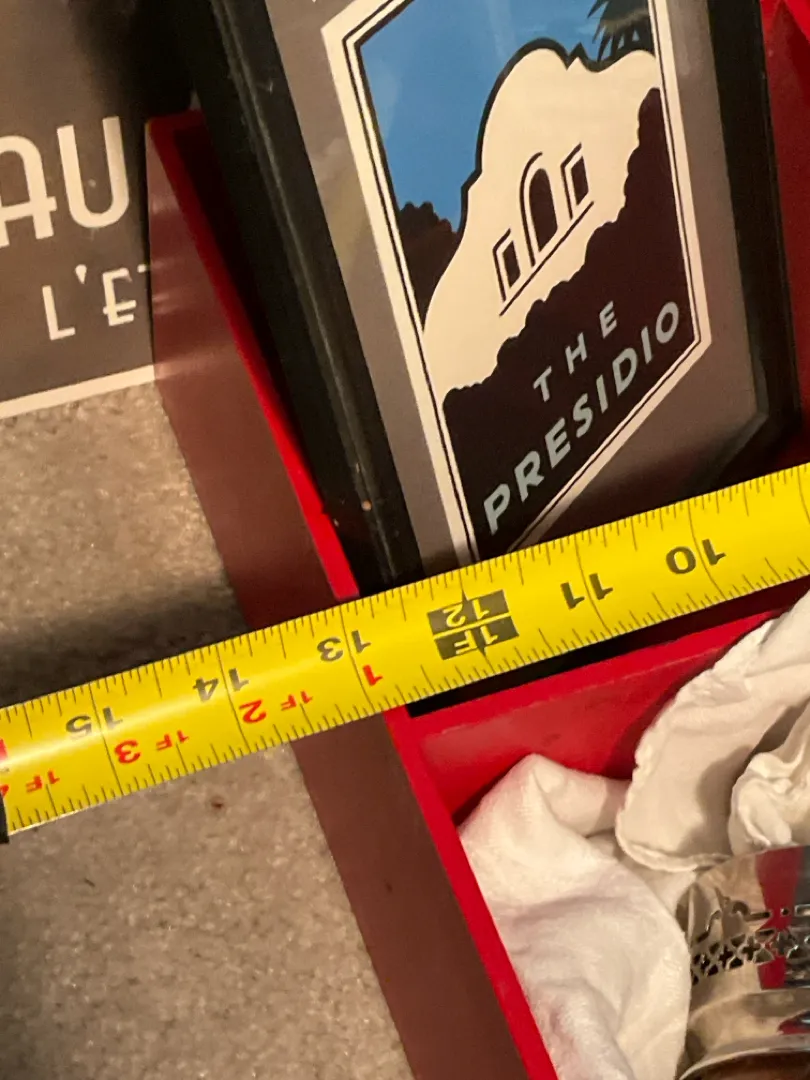 AU
L'E
THE
PRESIDIO
10
11
12
1F
13
1
14
1F 2
15
1F 3
1F